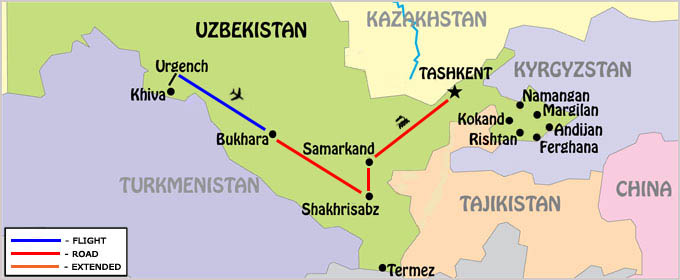 KAZAKHSTAN
UZBEKISTAN
Urgench
TASHKENT
KYRGYZSTAN
Khiva
Namangan
Margilan
Kokand
Andijan
Bukhara
Rishtan
Ferghana
Samarkand
TURKMENISTAN
CHINA
TAJIKISTAN
Shakhrisabz
- FLIGHT
- ROAD
- EXTENDED
Termez